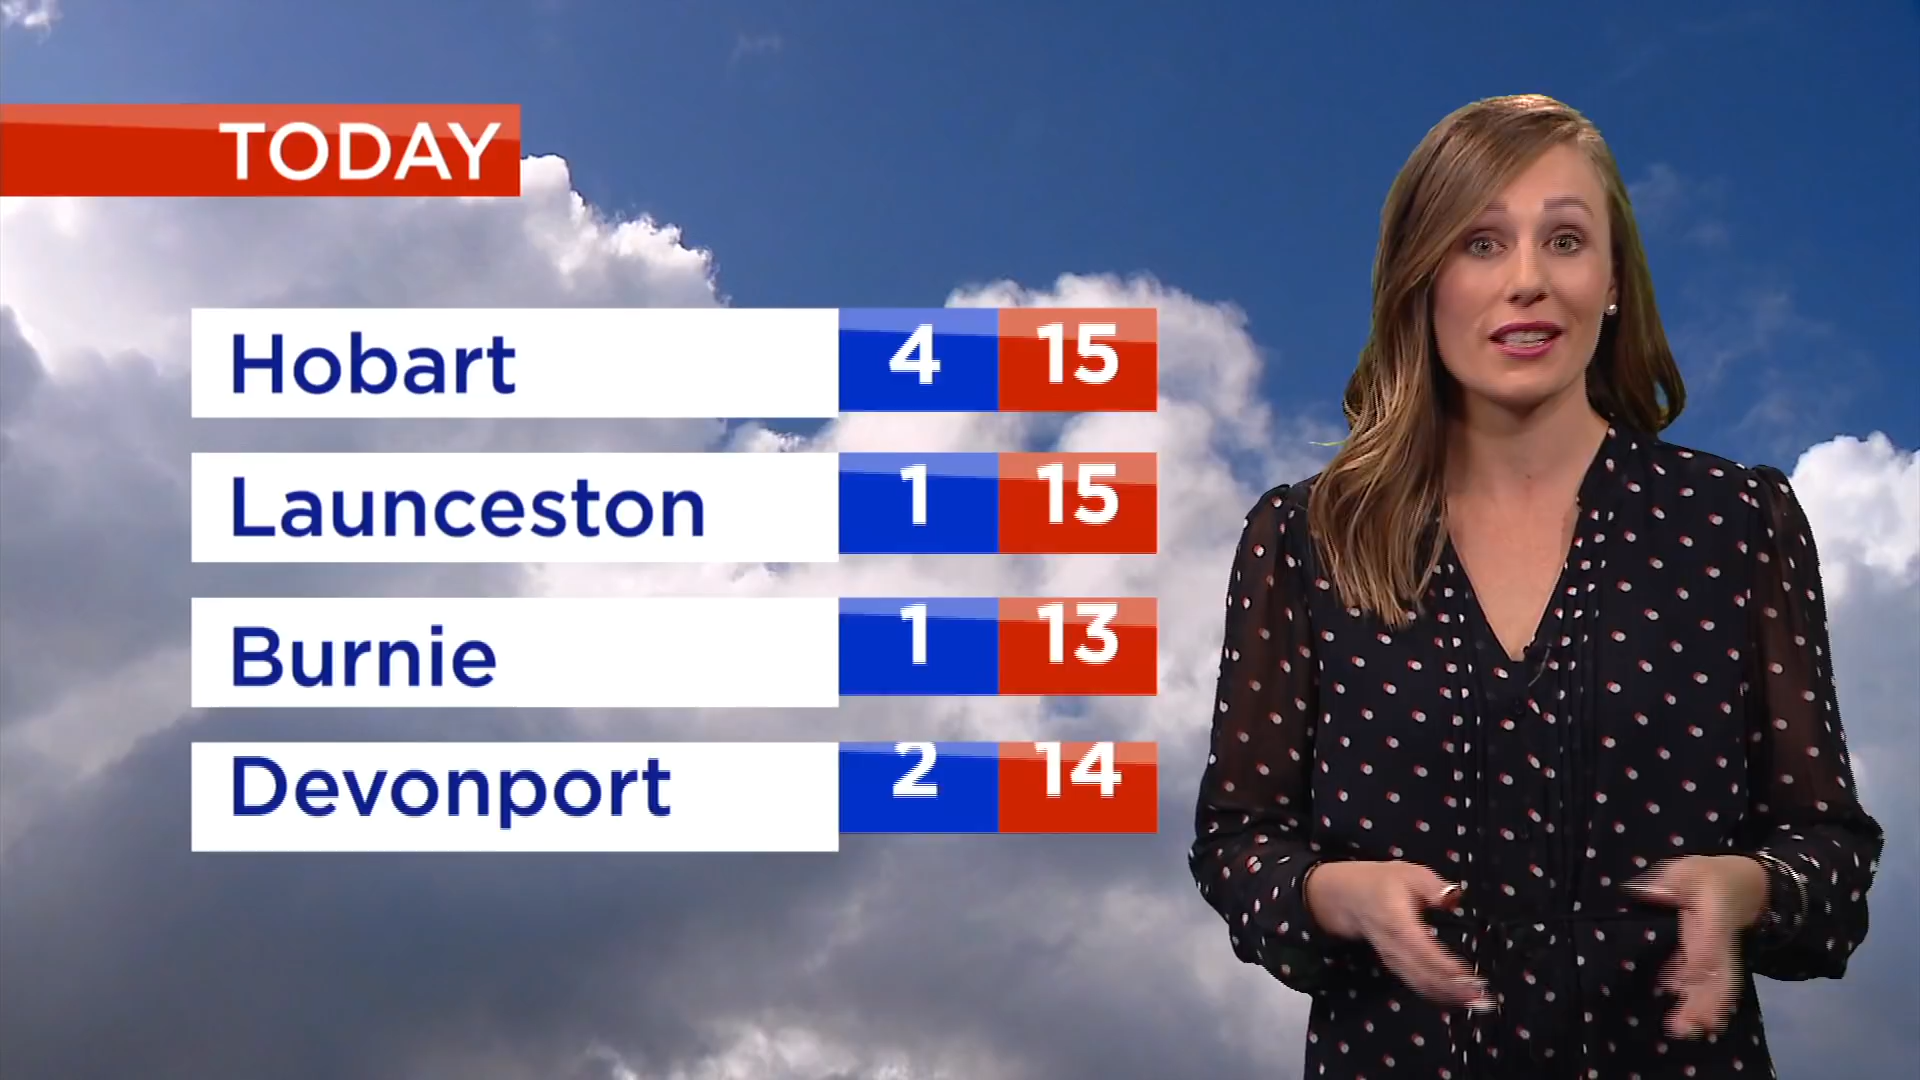 TODAY
Hobart 4 15
Launceston 1 15
Burnie 1 13
Devonport 2 14